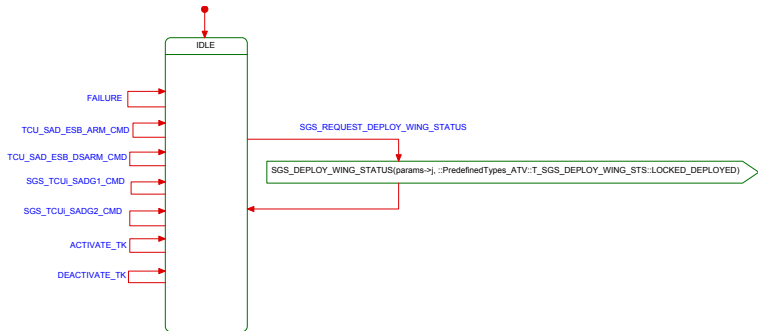 IDLE
FAILURE
TCU_SAD_ESB_ARM_CMD
SGS_REQUEST_DEPLOY_WING_STATUS
TCU_SAD_ESB_DSARM_CMD
SGS_DEPLOY_WING_STATUS(params->j, ::PredefinedTypes_ATV::T_SGS_DEPLOY_WING_STS::LOCKED_DEPLOYED)
SGS_TCUi_SADG1_CMD
SGS_TCUi_SADG2_CMD
ACTIVATE_TK
DEACTIVATE_TK